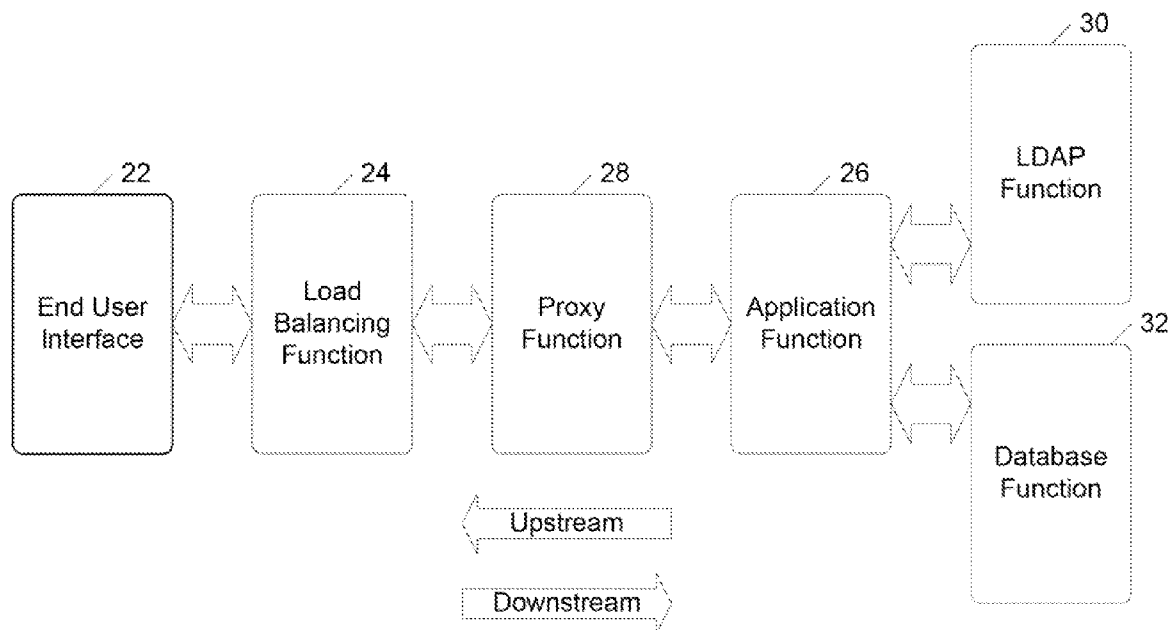 30
LDAP
Function
22
24
28
26
End User
Interface
Load
Balancing
Function
Proxy
Function
Application
Function
32
Database
Function
Upstream
Downstream